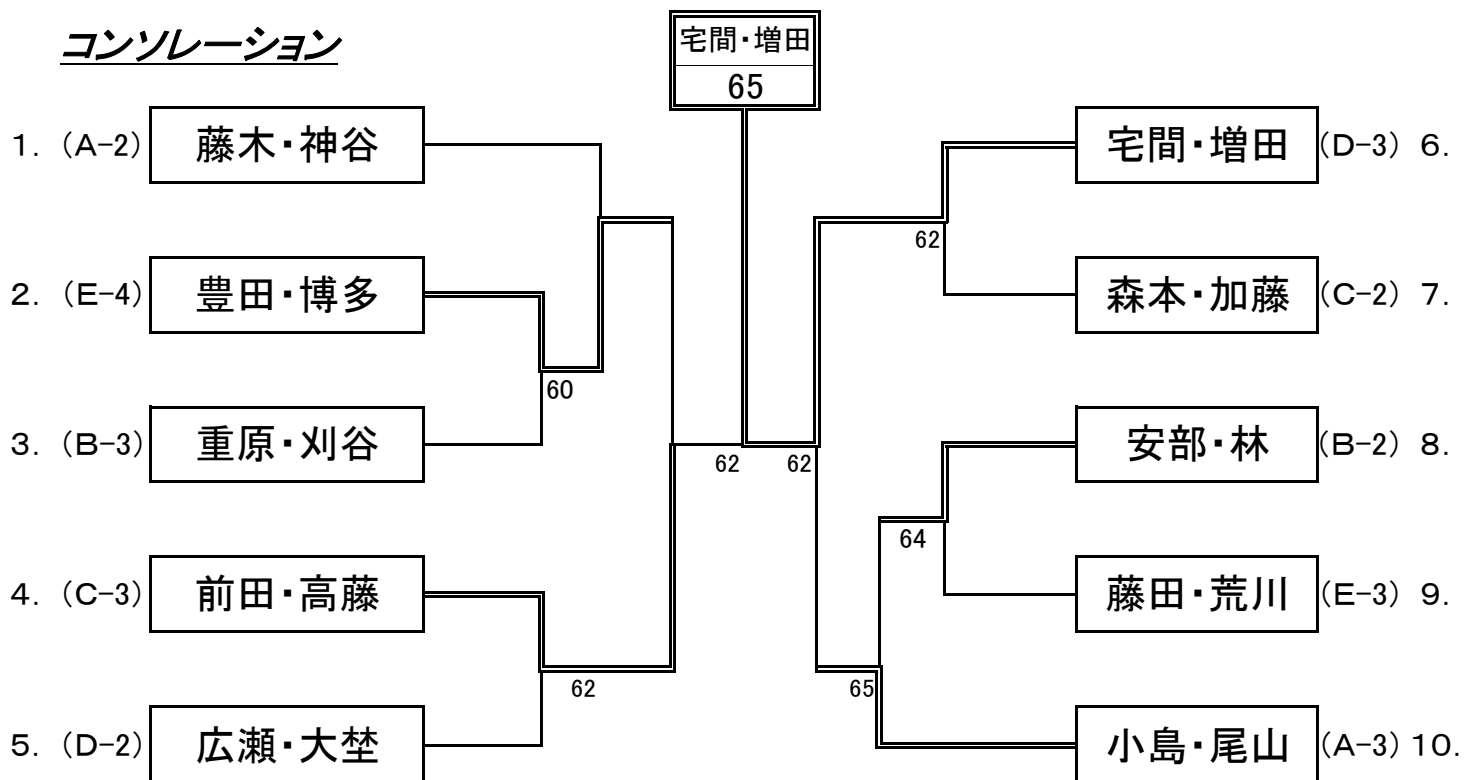 コンソレーション
宅間・増田
65
1. (A-2) 藤木・神谷
2. (E-4) 豊田・博多
60
3. (B-3) 重原・刈谷
4. (C-3) 前田・高藤
62
5. (D-2) 広瀬・大埜
62 62
宅間・増田 (D-3) 6.
62
森本・加藤 (C-2) 7.
安部・林 (B-2) 8.
64
藤田・荒川 (E-3) 9.
65
小島・尾山 (A-3) 10.